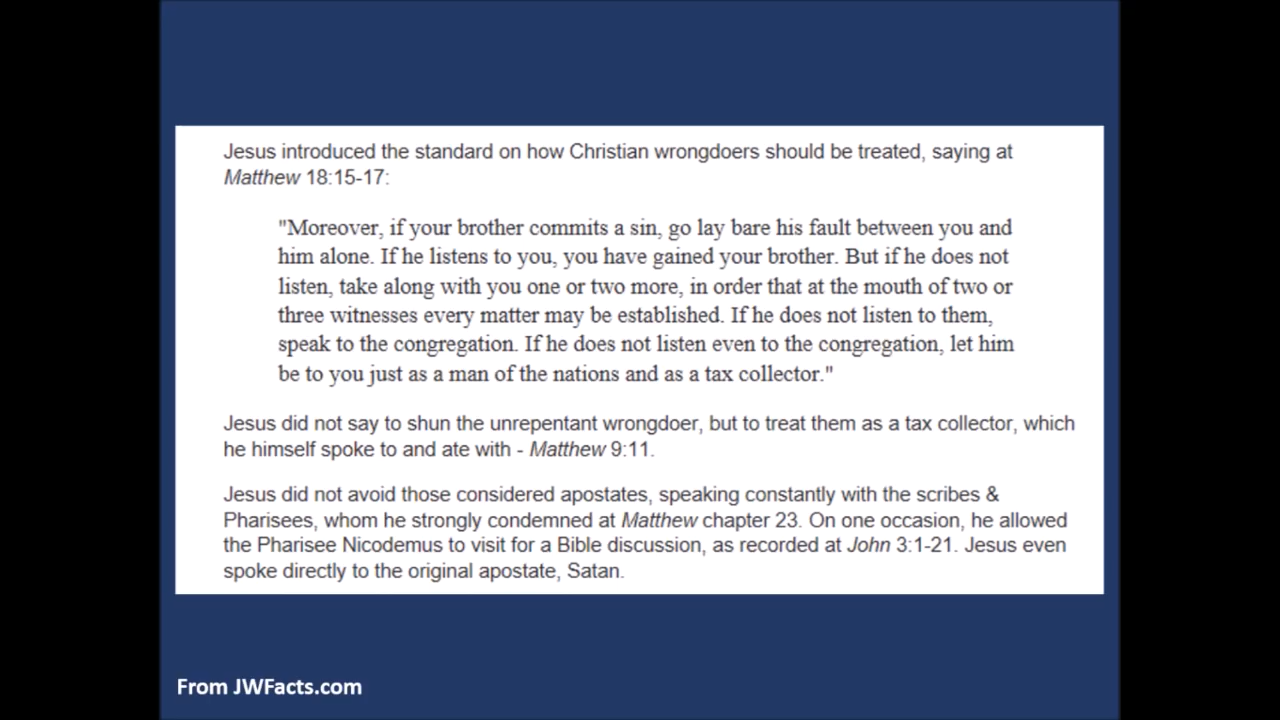 Jesus introduced the standard on how Christian wrongdoers should be treated, saying at
Matthew 18:15-17:
"Moreover, if your brother commits a sin, go lay bare his fault between you and
him alone. If he listens to you, you have gained your brother. But if he does not
listen, take along with you one or two more, in order that at the mouth of two or
three witnesses every matter may be established. If he does not listen to them,
speak to the congregation. If he does not listen even to the congregation, let him
be to you just as a man of the nations and as a tax collector."
Jesus did not say to shun the unrepentant wrongdoer, but to treat them as a tax collector, which
he himself spoke to and ate with - Matthew 9:11.
Jesus did not avoid those considered apostates, speaking constantly with the scribes &
Pharisees, whom he strongly condemned at Matthew chapter 23. On one occasion, he allowed
the Pharisee Nicodemus to visit for a Bible discussion, as recorded at John 3:1-21. Jesus even
spoke directly to the original apostate, Satan.
From JWFacts.com